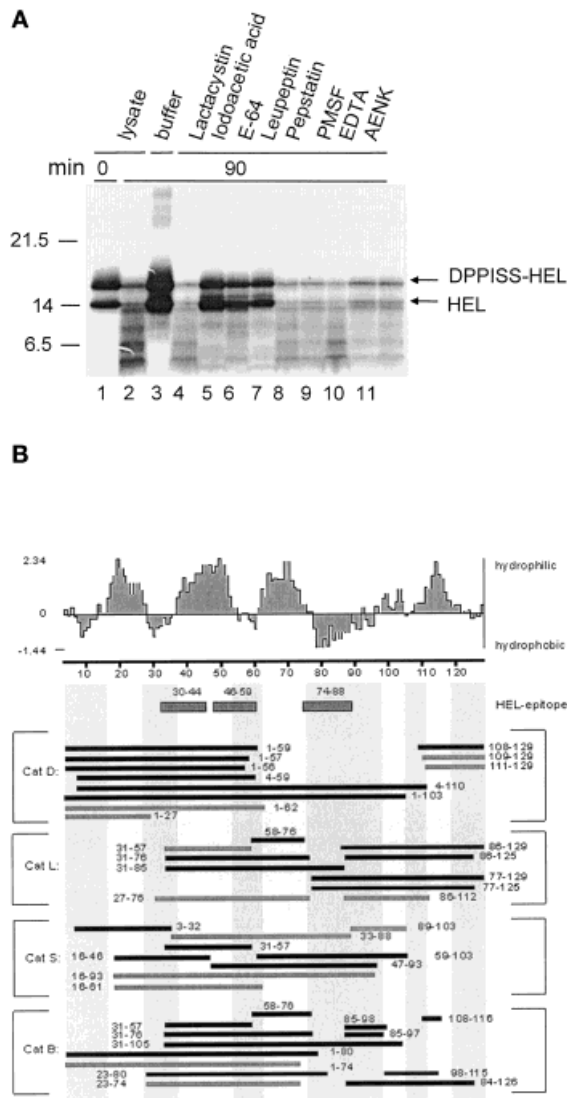 A
lysate
buffer
Lactacystin
Iodoacetic acid
E-64
Leupeptin
Pepstatin
PMSF
EDTA
AENK
min 0 90
21.5
14
6.5
DPPISS-HEL
HEL
1 2 3 4 5 6 7 8 9 10 11
B
2.34
0
-1.44
hydrophilic
hydrophobic
10 20 30 40 50 60 70 80 90 100 110 120
30-44 46-59 74-88
HEL-epitope
Cat D:
1-59 108-129
1-57 109-129
1-56 111-129
4-59
4-110
1-103
1-62
1-27
Cat L:
58-76
31-57 86-129
31-76 86-125
31-85
77-129
77-125
27-76 86-112
Cat S:
3-32 89-103
33-88
31-57
16-46 59-103
47-93
16-93
16-61
Cat B:
58-76
31-57 85-98 108-116
31-76 85-97
31-105
1-80
1-74
23-80 98-115
23-74 84-126